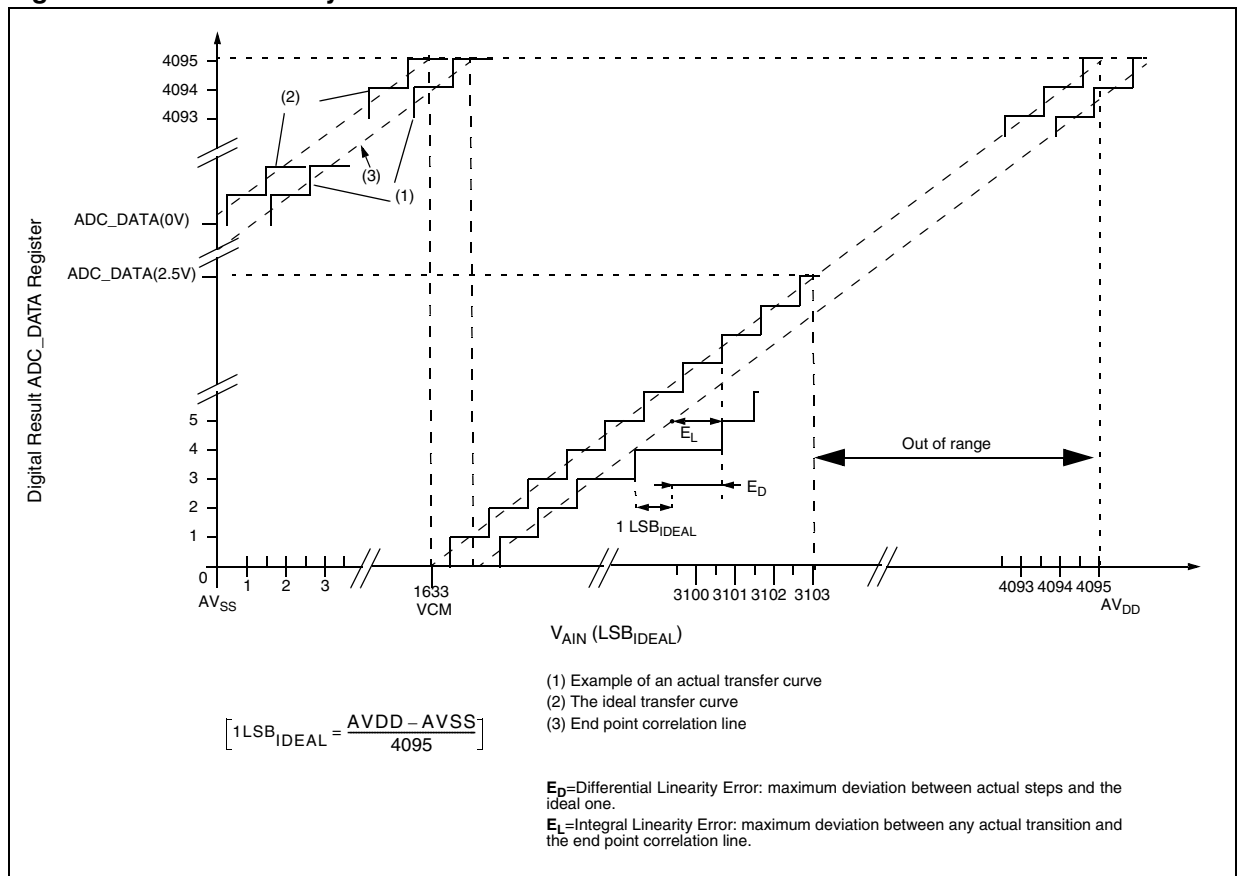 4095
4094
4093
(2)
(3)
(1)
ADC_DATA(0V)
ADC_DATA(2.5V)
Digital Result ADC_DATA Register
5
4
3
2
1
0
E_L
E_D
1 LSB_IDEAL
Out of range
1 2 3
1633
3100 3101 3102 3103
4093 4094 4095
AV_SS
VCM
AV_DD
V_AIN (LSB_IDEAL)
(1) Example of an actual transfer curve
(2) The ideal transfer curve
(3) End point correlation line
[1LSB_IDEAL = AVDD – AVSS / 4095]
E_D=Differential Linearity Error: maximum deviation between actual steps and the
ideal one.
E_L=Integral Linearity Error: maximum deviation between any actual transition and
the end point correlation line.